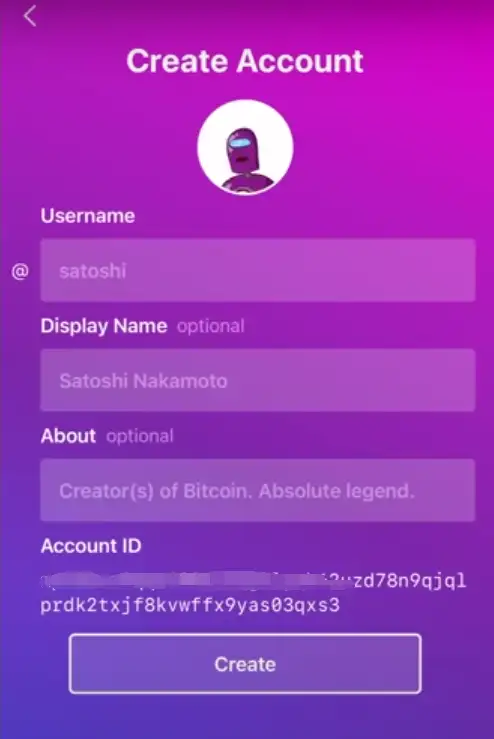 Create Account
Username
@ satoshi
Display Name optional
Satoshi Nakamoto
About optional
Creator(s) of Bitcoin. Absolute legend.
Account ID
zd78n9qjql
prdk2txjf8kvwffx9yas03qxs3
Create